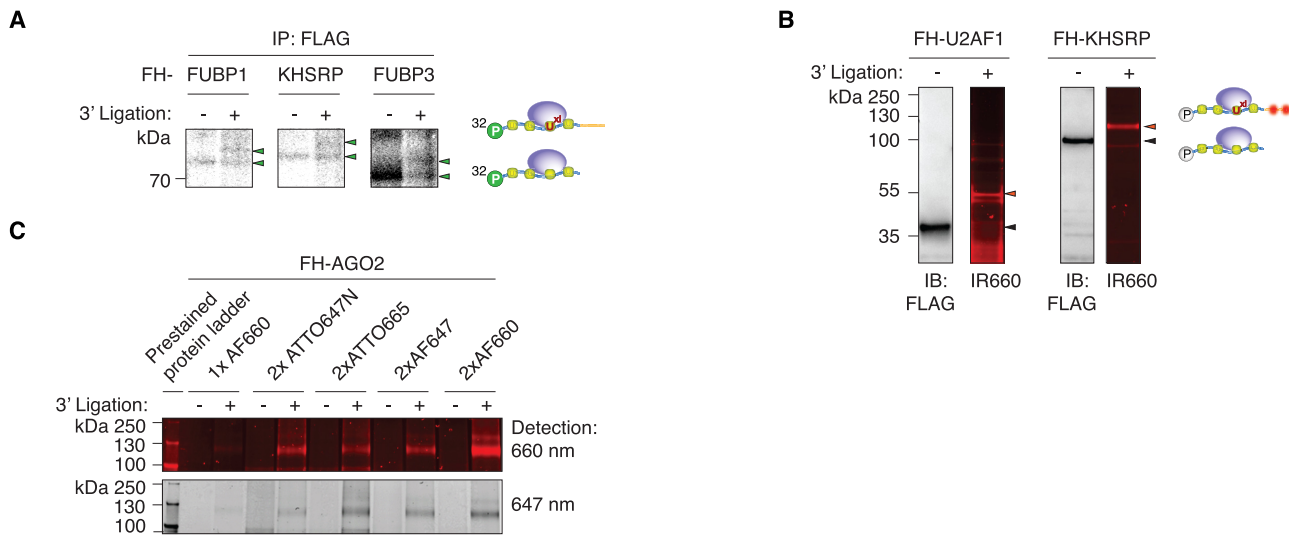 A
IP: FLAG
FH- FUBP1 KHSRP FUBP3
3’ Ligation: - + - + - +
kDa
70
32 P U xl
32 P
B
FH-U2AF1 FH-KHSRP
3’ Ligation: - + - +
kDa 250
130
100
55
35
IB: FLAG IR660 IB: FLAG IR660
P U xl
P
C
FH-AGO2
Prestained protein ladder
1x AF660
2x ATTO647N
2xATTO665
2xAF647
2xAF660
3’ Ligation: - + - + - + - + - +
kDa 250
130
100
Detection:
660 nm
kDa 250
130
100
647 nm